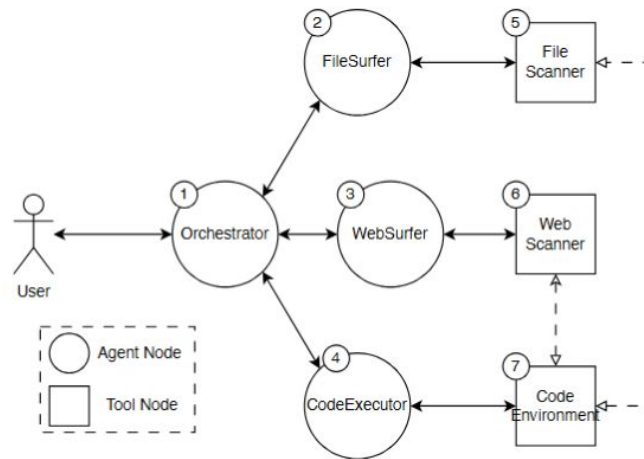 2
FileSurfer
5
File
Scanner
1
Orchestrator
3
WebSurfer
6
Web
Scanner
User
Agent Node
Tool Node
4
CodeExecutor
7
Code
Environment